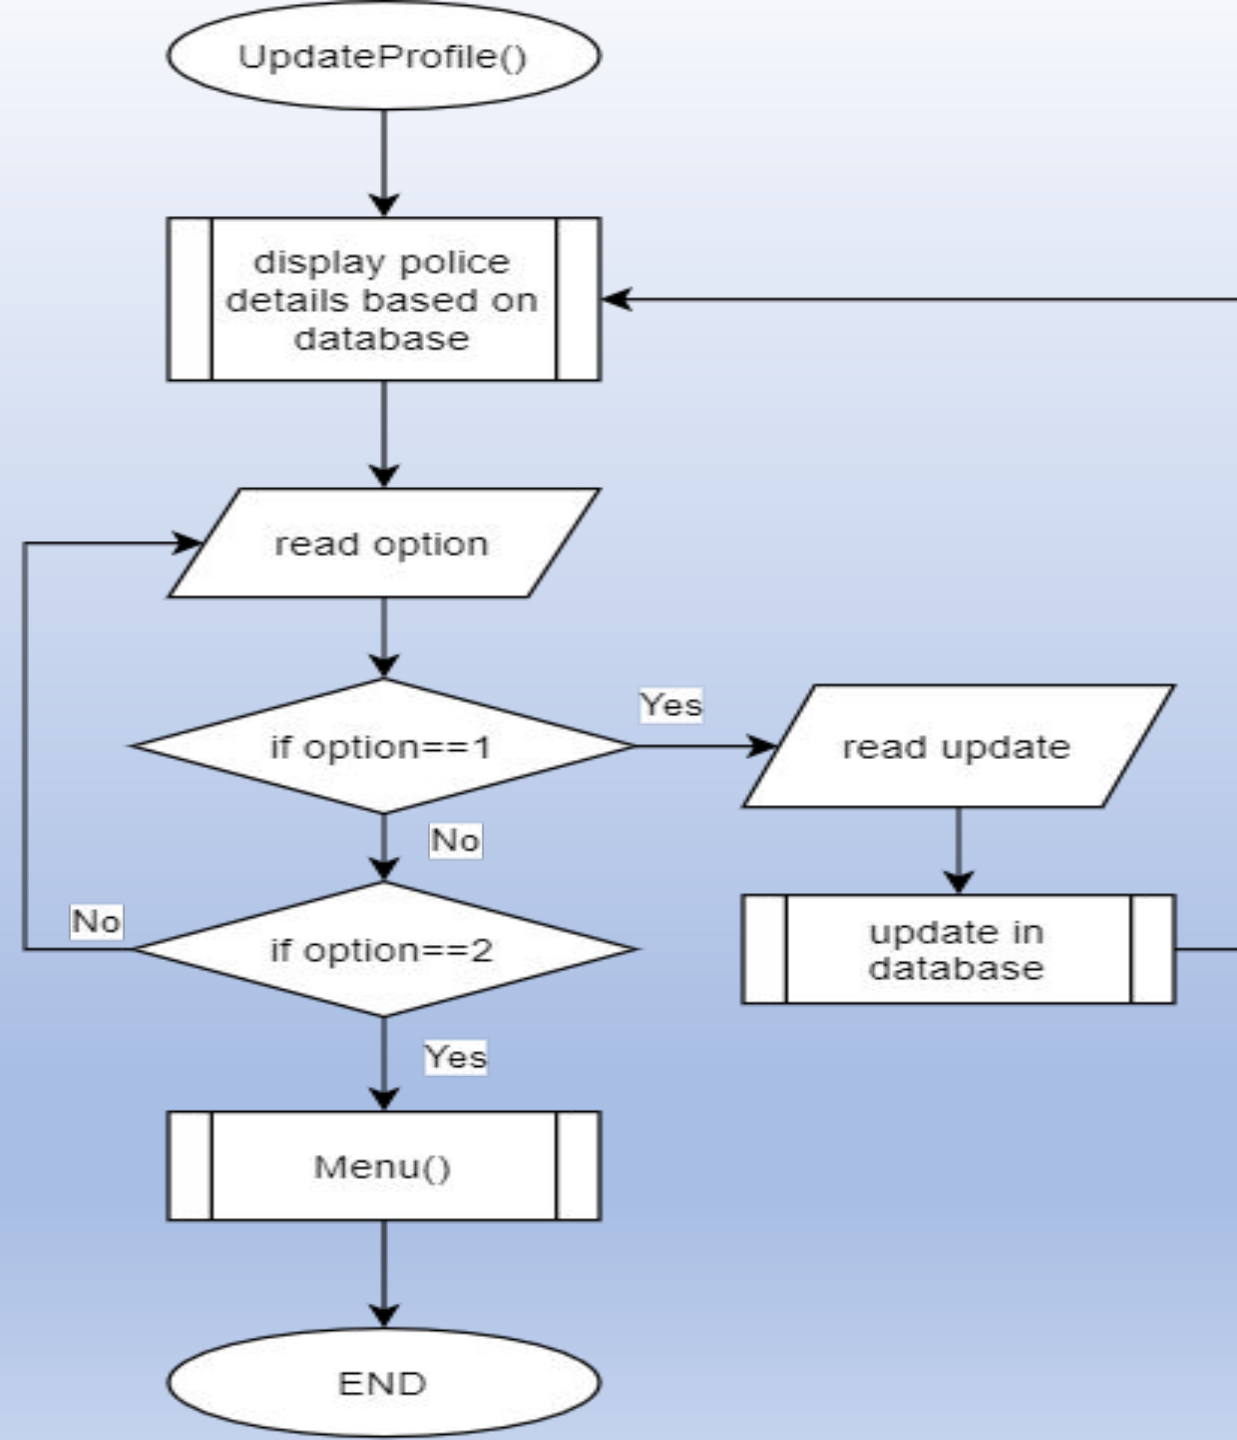 UpdateProfile()
display police
details based on
database
read option
if option==1
Yes
read update
No
update in
database
No
if option==2
Yes
Menu()
END